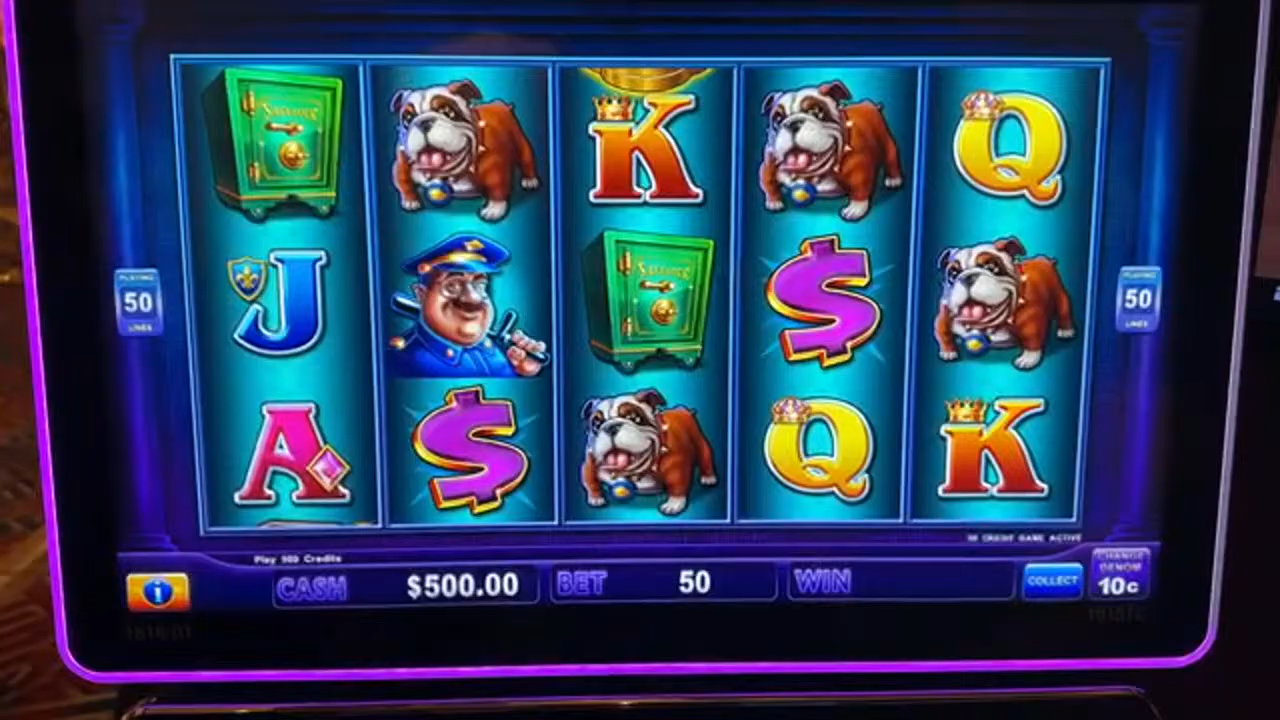 K
Q
J
A
Q
K
PLAYING
50
LINES
PLAYING
50
LINES
Play 100 Credits
50 CREDIT GAME ACTIVE
CASH $500.00
BET 50
WIN
COLLECT
CHANGE
DENOM
10¢